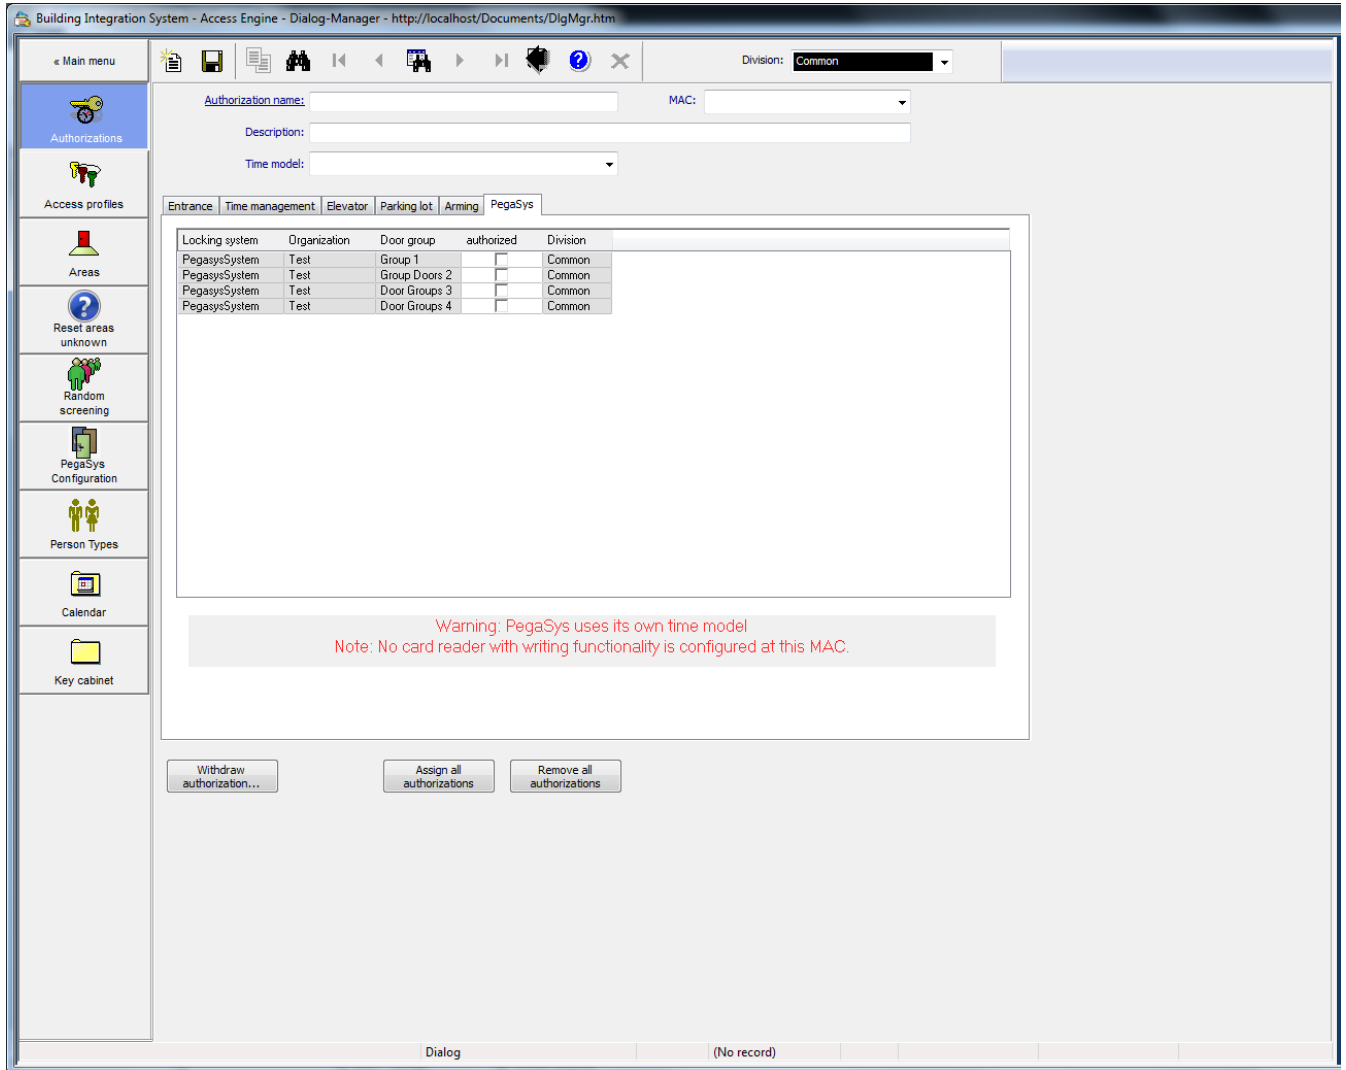 Building Integration System - Access Engine - Dialog-Manager - http://localhost/Documents/DlgMgr.htm
« Main menu
Division: Common
Authorizations
Access profiles
Areas
Reset areas
unknown
Random
screening
PegaSys
Configuration
Person Types
Calendar
Key cabinet
Authorization name: MAC:
Description:
Time model:
Entrance Time management Elevator Parking lot Arming PegaSys
Locking system Organization Door group authorized Division
PegasysSystem Test Group 1 Common
PegasysSystem Test Group Doors 2 Common
PegasysSystem Test Door Groups 3 Common
PegasysSystem Test Door Groups 4 Common
Warning: PegaSys uses its own time model
Note: No card reader with writing functionality is configured at this MAC.
Withdraw
authorization...
Assign all
authorizations
Remove all
authorizations
Dialog (No record)